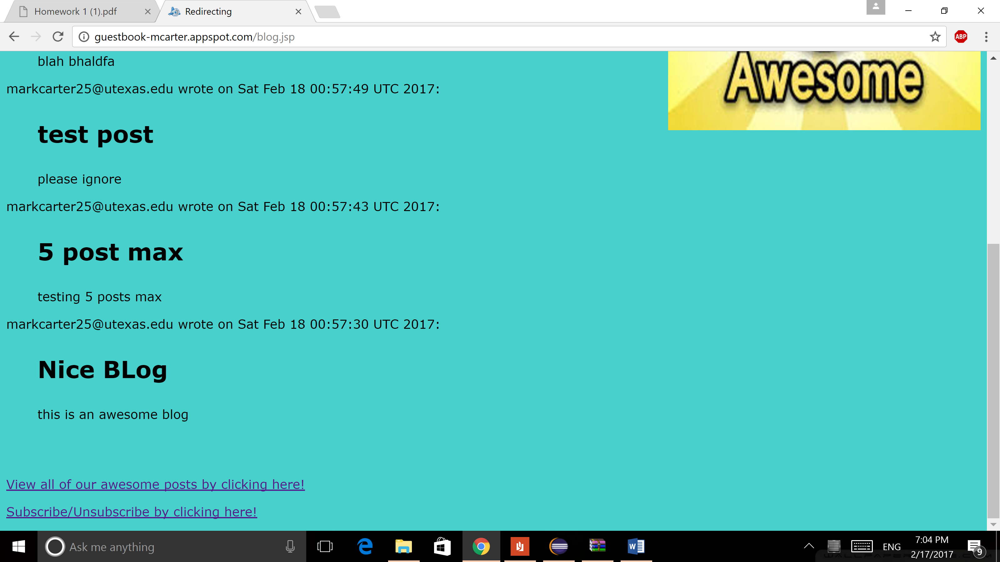 Homework 1 (1).pdf
Redirecting
guestbook-mcarter.appspot.com/blog.jsp
ABP
blah bhaldfa
Awesome
markcarter25@utexas.edu wrote on Sat Feb 18 00:57:49 UTC 2017:
test post
please ignore
markcarter25@utexas.edu wrote on Sat Feb 18 00:57:43 UTC 2017:
5 post max
testing 5 posts max
markcarter25@utexas.edu wrote on Sat Feb 18 00:57:30 UTC 2017:
Nice BLog
this is an awesome blog
View all of our awesome posts by clicking here!
Subscribe/Unsubscribe by clicking here!
Ask me anything
W
ENG
7:04 PM
2/17/2017
9